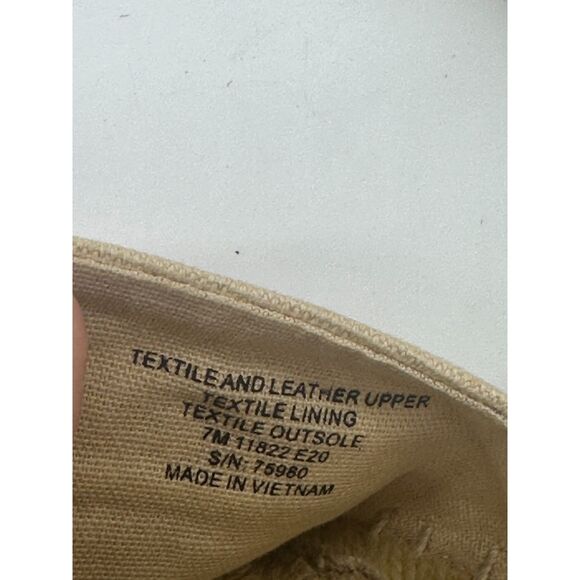 TEXTILE AND LEATHER UPPER
TEXTILE LINING
TEXTILE OUTSOLE
7M 11822 E20
S/N: 75980
MADE IN VIETNAM